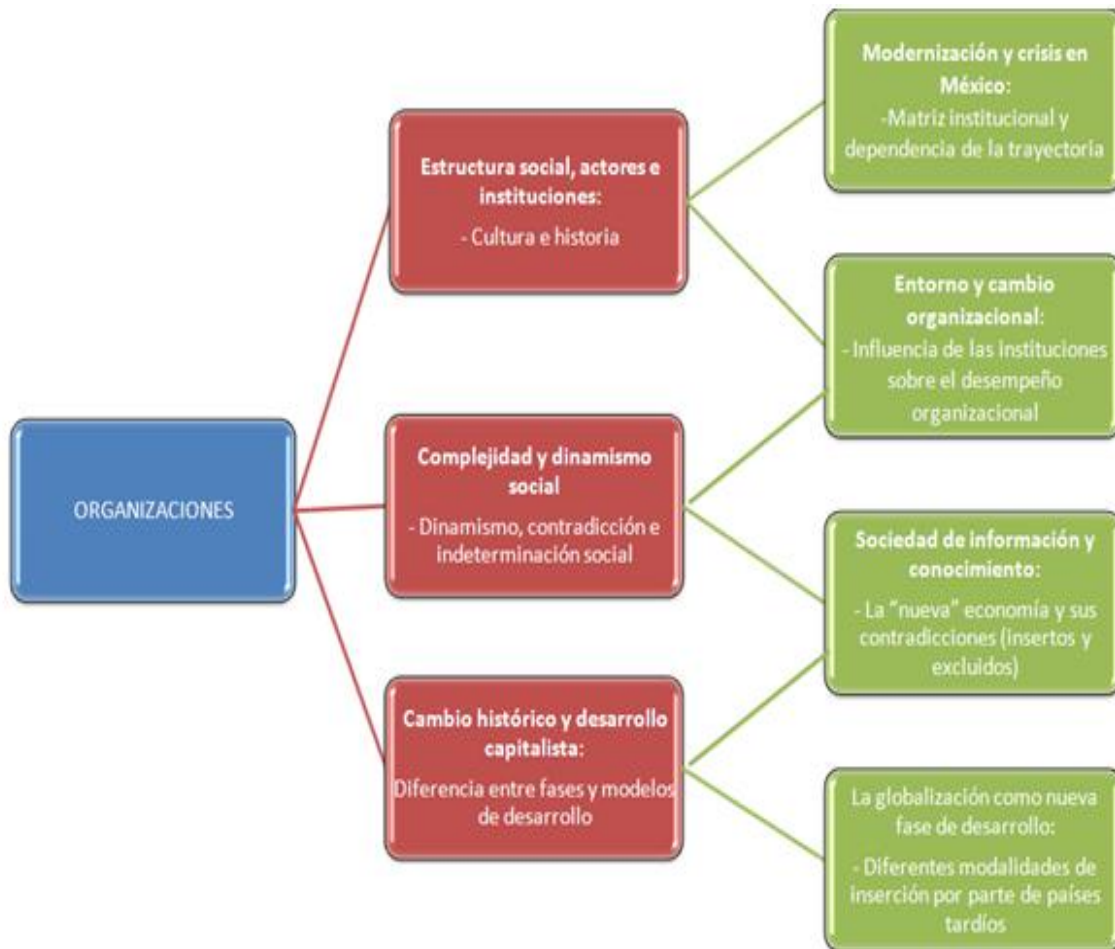 ORGANIZACIONES
Estructura social, actores e
instituciones:
- Cultura e historia
Complejidad y dinamismo
social
- Dinamismo, contradicción e
indeterminación social
Cambio histórico y desarrollo
capitalista:
Diferencia entre fases y modelos
de desarrollo
Modernización y crisis en
México:
-Matriz institucional y
dependencia de la trayectoria
Entorno y cambio
organizacional:
- Influencia de las instituciones
sobre el desempeño
organizacional
Sociedad de información y
conocimiento:
- La "nueva" economía y sus
contradicciones (insertos y
excluidos)
La globalización como nueva
fase de desarrollo:
- Diferentes modalidades de
inserción por parte de países
tardíos